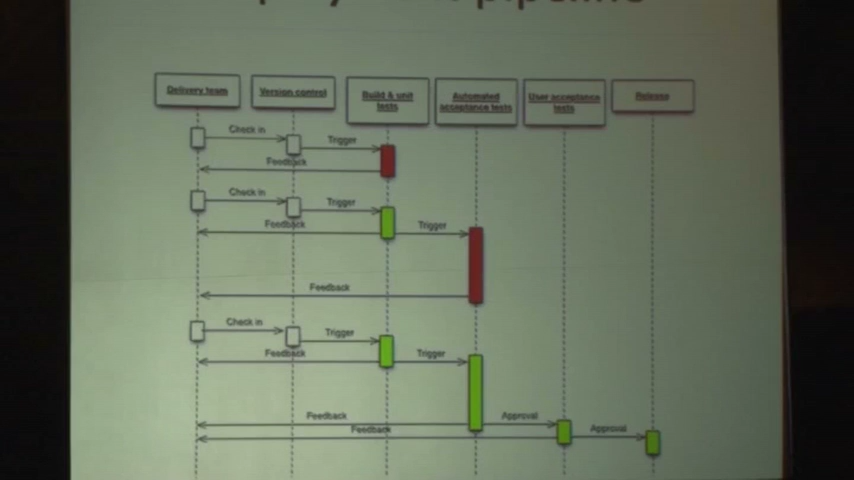 pipeline
Delivery team
Version control
Build & unit
tests
Automated
acceptance tests
User acceptance
tests
Release
Check in
Trigger
Feedback
Check in
Trigger
Feedback
Trigger
Feedback
Check in
Trigger
Feedback
Trigger
Feedback
Approval
Feedback
Approval